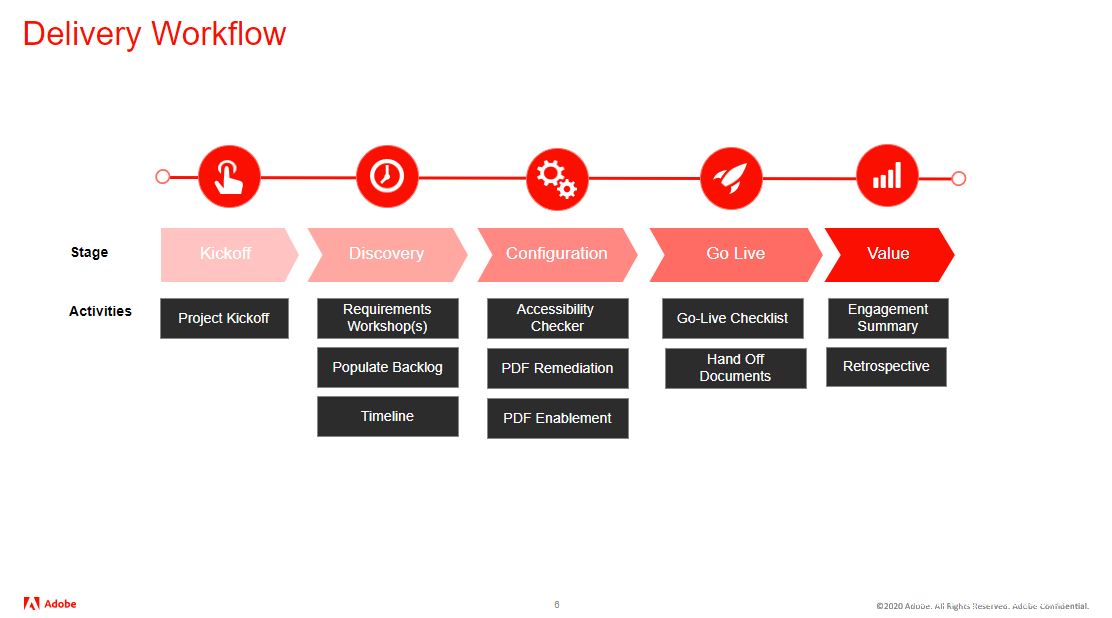 Delivery Workflow
Stage
Kickoff
Discovery
Configuration
Go Live
Value
Activities
Project Kickoff
Requirements
Workshop(s)
Populate Backlog
Timeline
Accessibility
Checker
PDF Remediation
PDF Enablement
Go-Live Checklist
Hand Off
Documents
Engagement
Summary
Retrospective
Adobe
6
©2020 Adobe. All Rights Reserved. Adobe Confidential.